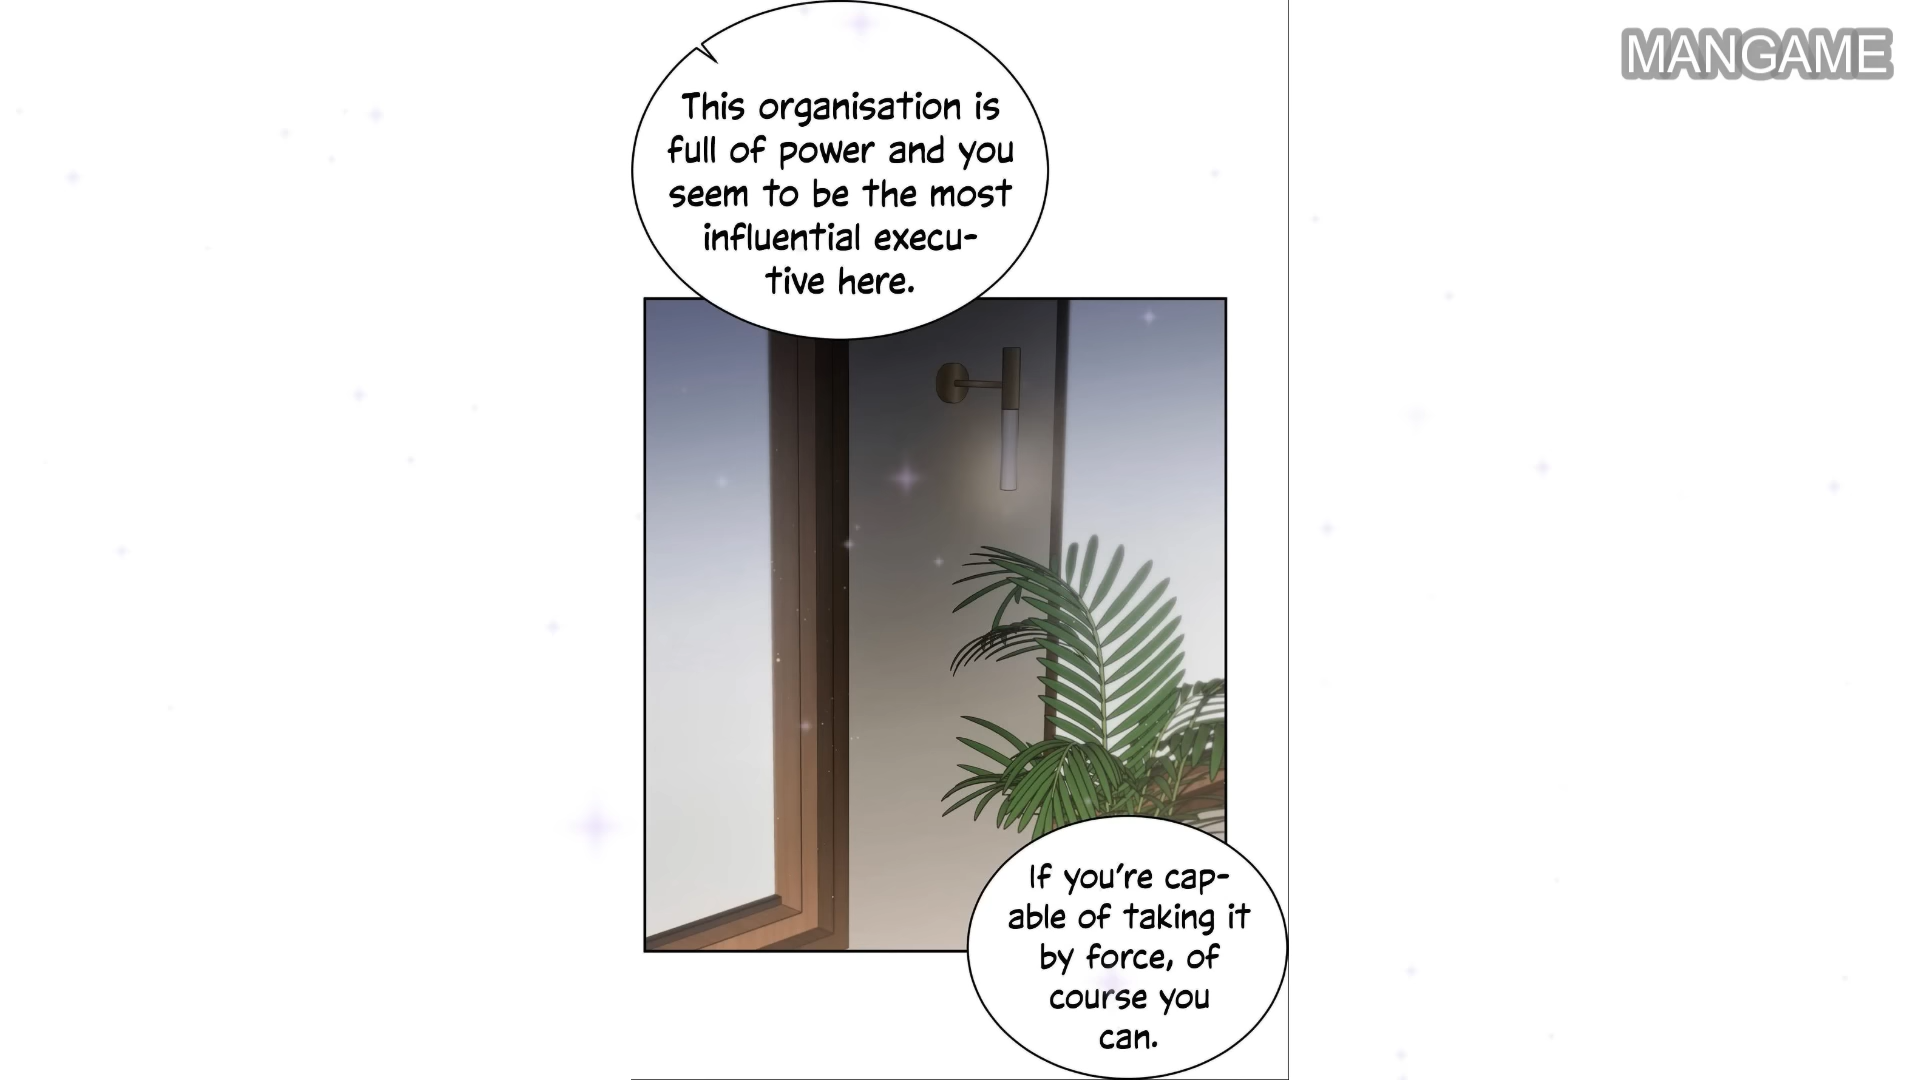 MANGAME
This organisation is
full of power and you
seem to be the most
influential execu-
tive here.
If you're cap-
able of taking it
by force, of
course you
can.